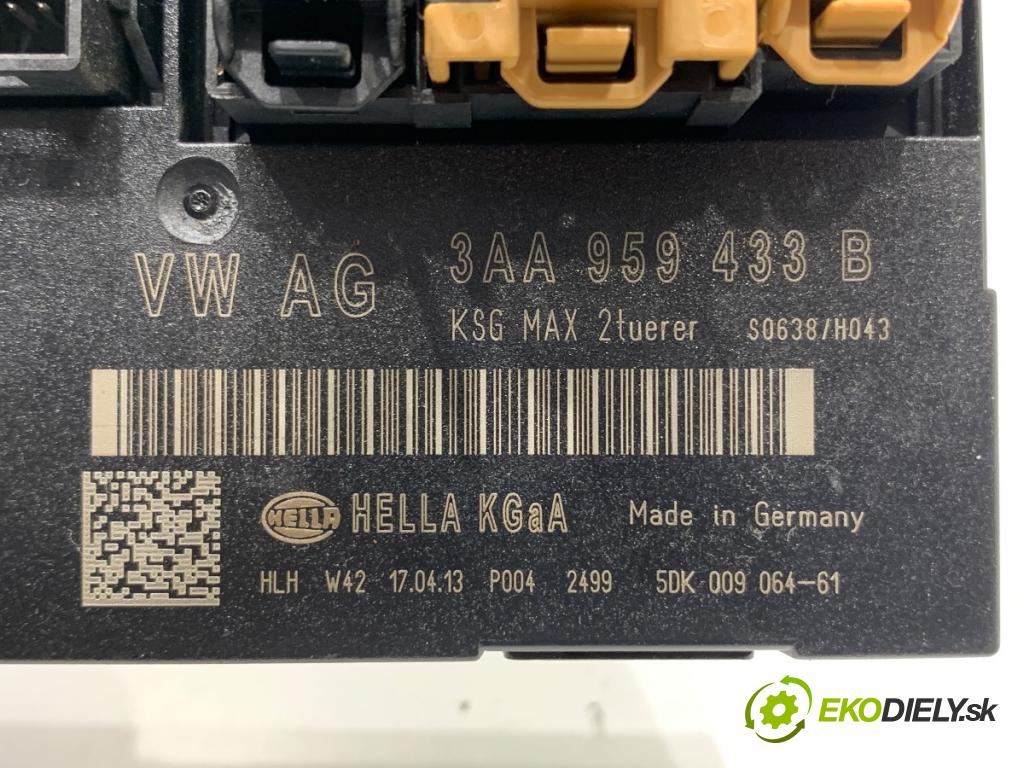 VW AG 3AA 959 433 B
KSG MAX 2tuerer S0638/H043
HELLA HELLA KGaA Made in Germany
HLH W42 17.04.13 P004 2499 5DK 009 064-61
EKODIELY.sk